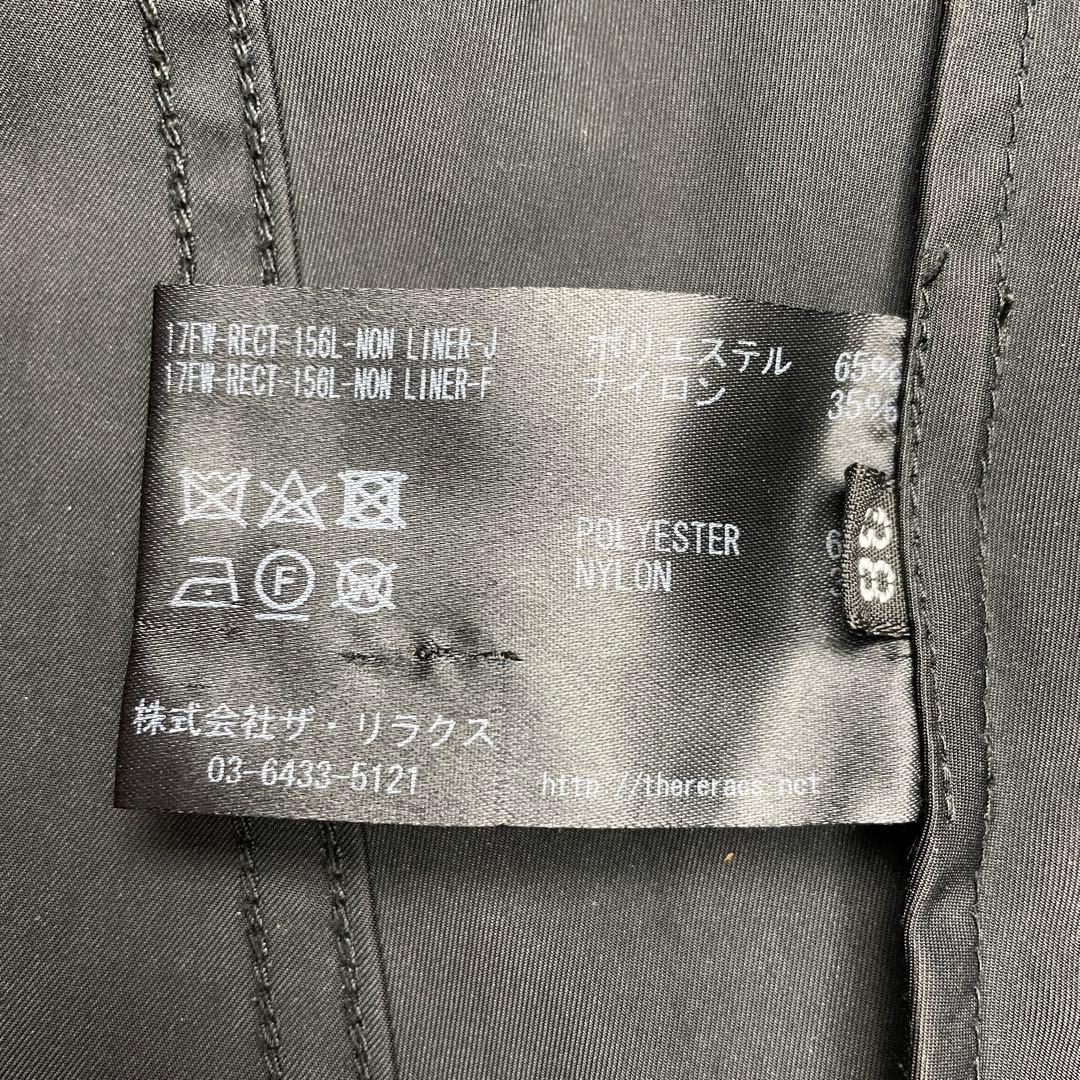 17FW-RECT-156L-NON LINER-J
17FW-RECT-156L-NON LINER-F
ポリエステル 65%
ナイロン 35%
POLYESTER 6
NYLON 3
38
F
W
株式会社ザ・リラクス
03-6433-5121
http://thereracs.net